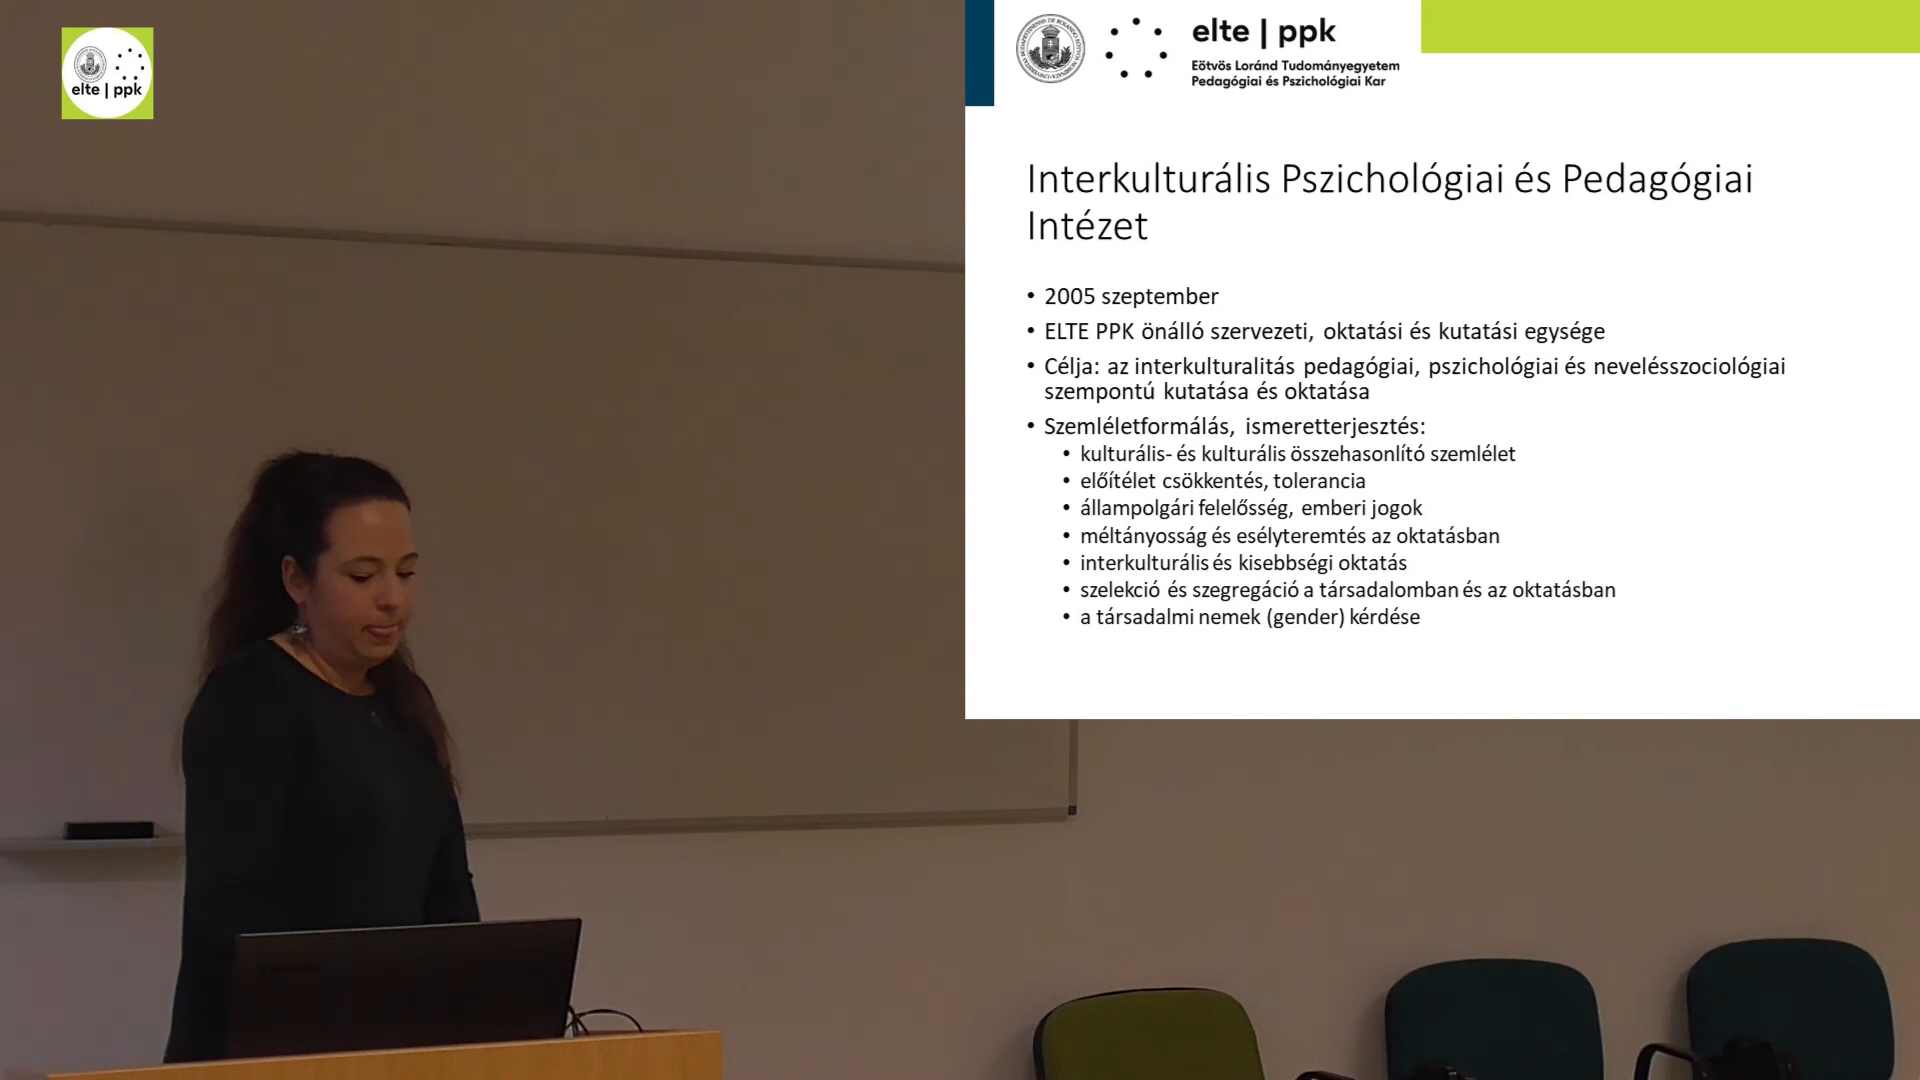 elte | ppk
elte | ppk
Eötvös Loránd Tudományegyetem
Pedagógiai és Pszichológiai Kar
Interkulturális Pszichológiai és Pedagógiai
Intézet
• 2005 szeptember
• ELTE PPK önálló szervezeti, oktatási és kutatási egysége
• Célja: az interkulturalitás pedagógiai, pszichológiai és nevelésszociológiai
szempontú kutatása és oktatása
• Szemléletformálás, ismeretterjesztés:
• kulturális- és kulturális összehasonlító szemlélet
• előítélet csökkentés, tolerancia
• állampolgári felelősség, emberi jogok
• méltányosság és esélyteremtés az oktatásban
• interkulturális és kisebbségi oktatás
• szelekció és szegregáció a társadalomban és az oktatásban
• a társadalmi nemek (gender) kérdése